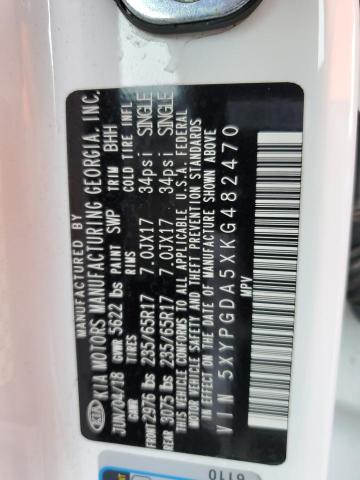 MANUFACTURED BY
KIA KIA MOTORS MANUFACTURING GEORGIA, INC.
JUN/04/18 GVWR 5622 lbs PAINT SWP TRIM BHH
GAWR TIRES RIMS COLD TIRE INFL
FRONT 2976 lbs 235/65R17 7.0JX17 34psi SINGLE
REAR 3075 lbs 235/65R17 7.0JX17 34psi SINGLE
THIS VEHICLE CONFORMS TO ALL APPLICABLE U.S.A. FEDERAL
MOTOR VEHICLE SAFETY AND THEFT PREVENTION STANDARDS
IN EFFECT ON THE DATE OF MANUFACTURE SHOWN ABOVE
VIN 5XYPGDA5XKG482470
MPV
6110